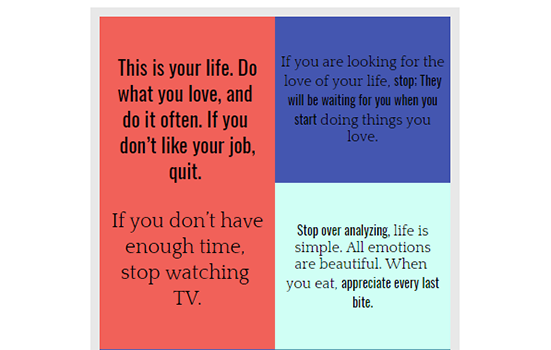 This is your life. Do
what you love, and
do it often. If you
don't like your job,
quit.
If you don't have
enough time,
stop watching
TV.
If you are looking for the
love of your life, stop; They
will be waiting for you when you
start doing things you
love.
Stop over analyzing, life is
simple. All emotions
are beautiful. When
you eat, appreciate every last
bite.